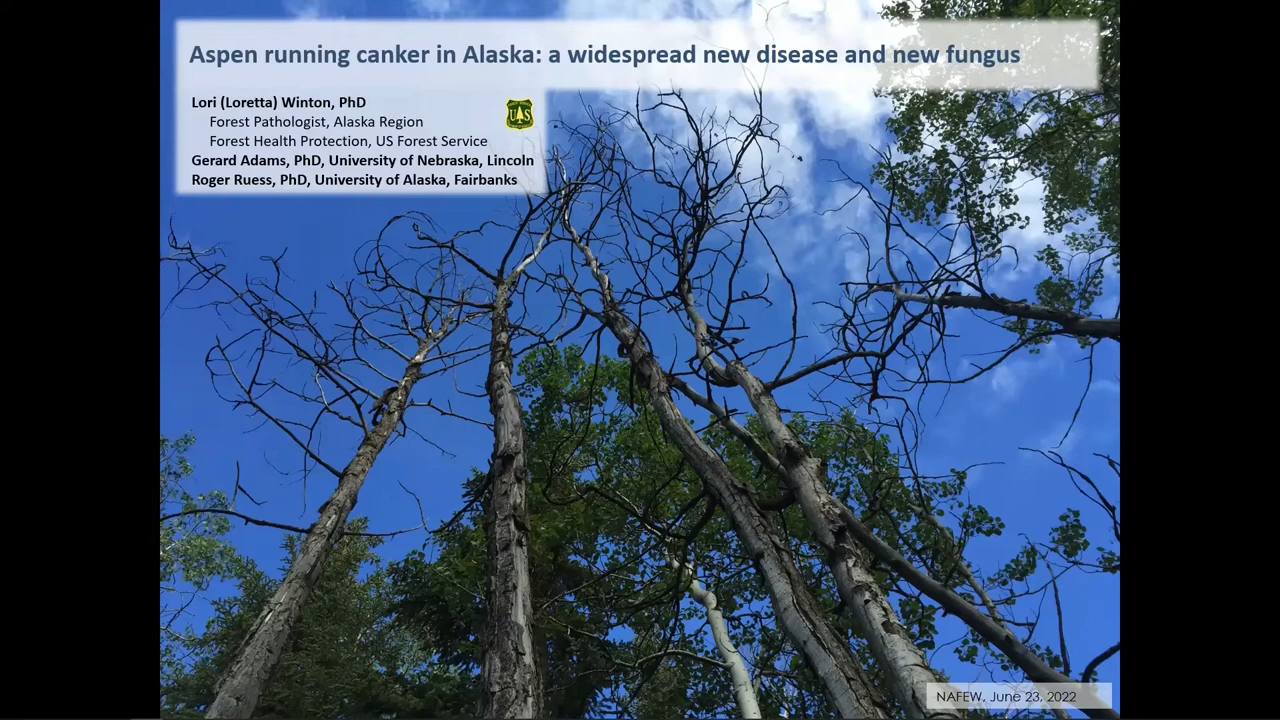 Aspen running canker in Alaska: a widespread new disease and new fungus
Lori (Loretta) Winton, PhD
Forest Pathologist, Alaska Region
Forest Health Protection, US Forest Service
Gerard Adams, PhD, University of Nebraska, Lincoln
Roger Ruess, PhD, University of Alaska, Fairbanks
U S
NAFEW, June 23, 2022